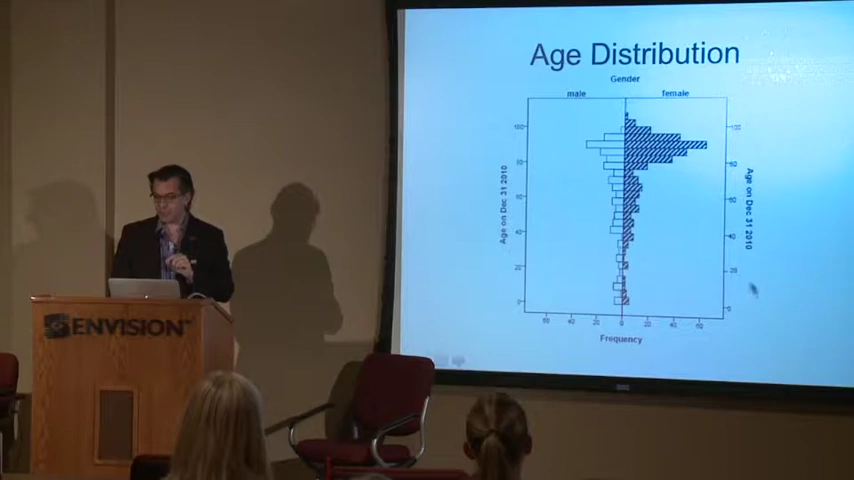 Age Distribution
Gender
male female
100 100
80 80
60 60
40 40
20 20
0 0
Age on Dec 31 2010
Age on Dec 31 2010
60 40 20 0 20 40 60
Frequency
ENVISION